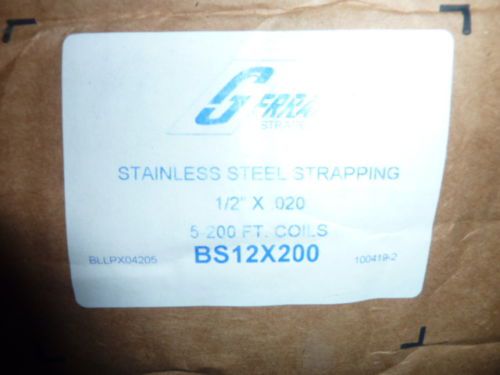 STAINLESS STEEL STRAPPING
1/2" X .020
5-200 FT. COILS
BLLPX04205 BS12X200 100419-2